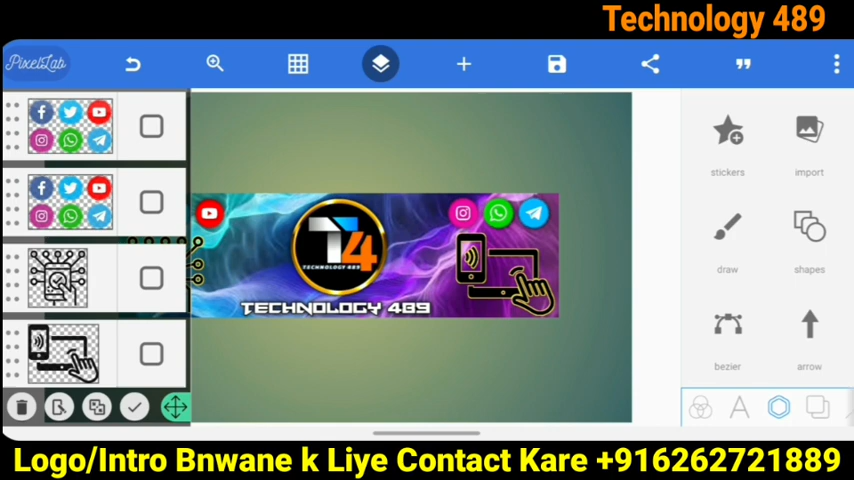 Technology 489
PixelLab
stickers
import
T4
TECHNOLOGY 489
TECHNOLOGY 489
draw
shapes
bezier
arrow
A
Logo/Intro Bnwane k Liye Contact Kare +916262721889